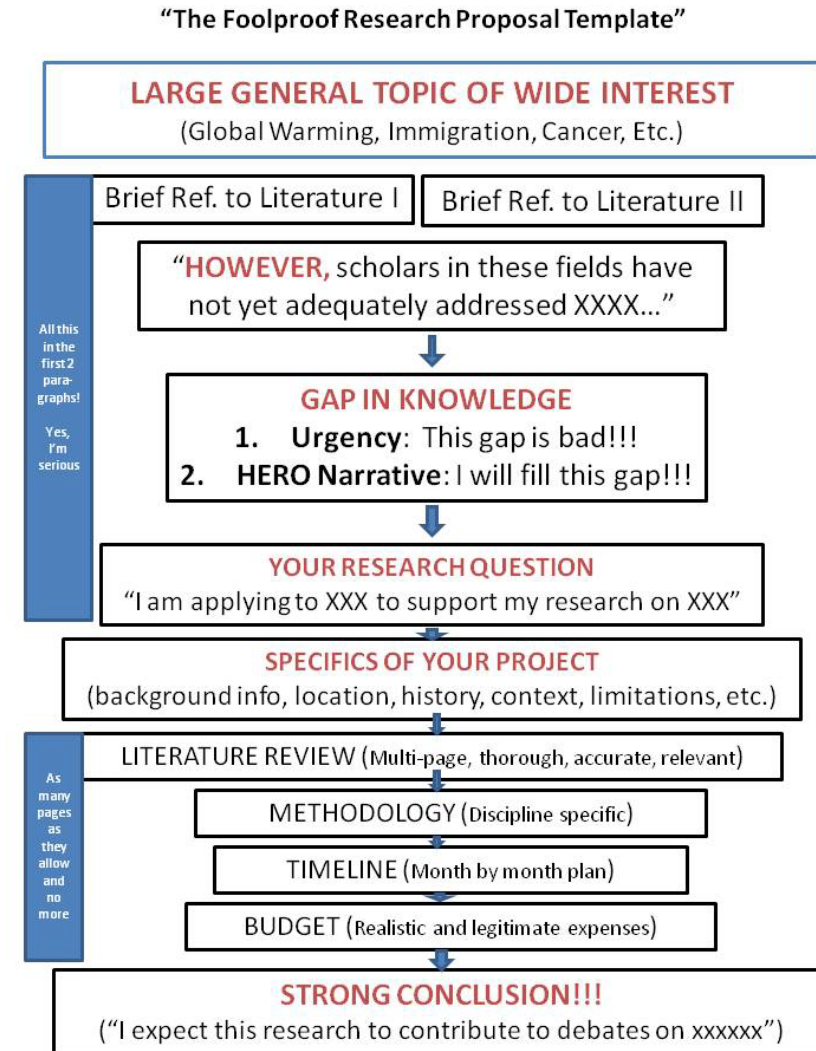 “The Foolproof Research Proposal Template”
LARGE GENERAL TOPIC OF WIDE INTEREST
(Global Warming, Immigration, Cancer, Etc.)
Brief Ref. to Literature I
Brief Ref. to Literature II
“HOWEVER, scholars in these fields have
not yet adequately addressed XXXX...”
All this
in the
first 2
para-
graphs!
Yes,
I’m
serious
GAP IN KNOWLEDGE
1. Urgency: This gap is bad!!!
2. HERO Narrative: I will fill this gap!!!
YOUR RESEARCH QUESTION
“I am applying to XXX to support my research on XXX”
SPECIFICS OF YOUR PROJECT
(background info, location, history, context, limitations, etc.)
LITERATURE REVIEW (Multi-page, thorough, accurate, relevant)
As
many
pages
as
they
allow
and
no
more
METHODOLOGY (Discipline specific)
TIMELINE (Month by month plan)
BUDGET (Realistic and legitimate expenses)
STRONG CONCLUSION!!!
(“I expect this research to contribute to debates on xxxxxx”)